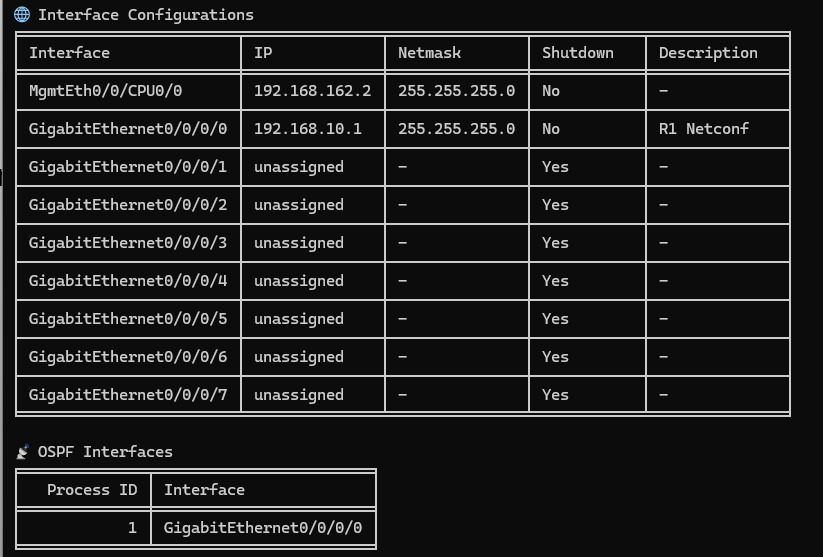 🌐 Interface Configurations
Interface IP Netmask Shutdown Description
MgmtEth0/0/CPU0/0 192.168.162.2 255.255.255.0 No –
GigabitEthernet0/0/0/0 192.168.10.1 255.255.255.0 No R1 Netconf
GigabitEthernet0/0/0/1 unassigned – Yes –
GigabitEthernet0/0/0/2 unassigned – Yes –
GigabitEthernet0/0/0/3 unassigned – Yes –
GigabitEthernet0/0/0/4 unassigned – Yes –
GigabitEthernet0/0/0/5 unassigned – Yes –
GigabitEthernet0/0/0/6 unassigned – Yes –
GigabitEthernet0/0/0/7 unassigned – Yes –
📡 OSPF Interfaces
Process ID Interface
1 GigabitEthernet0/0/0/0